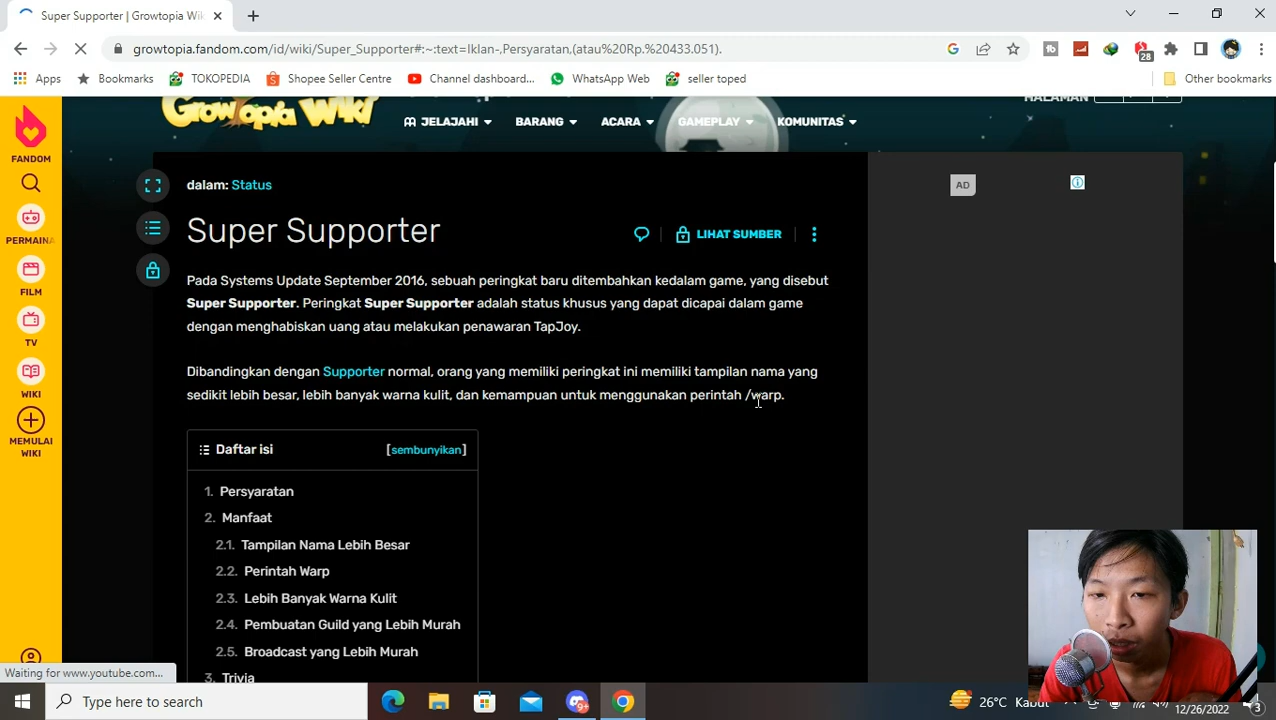 Super Supporter | Growtopia Wik
growtopia.fandom.com/id/wiki/Super_Supporter#:~:text=Iklan-,Persyaratan,(atau%20Rp.%20433.051).
28
Apps
Bookmarks
TOKOPEDIA
Shopee Seller Centre
Channel dashboard...
WhatsApp Web
seller toped
Other bookmarks
GrowTopia Wiki
JELAJAHI
BARANG
ACARA
GAMEPLAY
KOMUNITAS
MALAMAN
FANDOM
PERMAINA
FILM
TV
WIKI
MEMULAI
WIKI
dalam: Status
AD
Super Supporter
LIHAT SUMBER
Pada Systems Update September 2016, sebuah peringkat baru ditembahkan kedalam game, yang disebut
Super Supporter. Peringkat Super Supporter adalah status khusus yang dapat dicapai dalam game
dengan menghabiskan uang atau melakukan penawaran TapJoy.
Dibandingkan dengan Supporter normal, orang yang memiliki peringkat ini memiliki tampilan nama yang
sedikit lebih besar, lebih banyak warna kulit, dan kemampuan untuk menggunakan perintah /warp.
Daftar isi [sembunyikan]
1. Persyaratan
2. Manfaat
2.1. Tampilan Nama Lebih Besar
2.2. Perintah Warp
2.3. Lebih Banyak Warna Kulit
2.4. Pembuatan Guild yang Lebih Murah
2.5. Broadcast yang Lebih Murah
3. Trivia
Waiting for www.youtube.com...
Type here to search
9+
26°C Kabut
12/26/2022
3